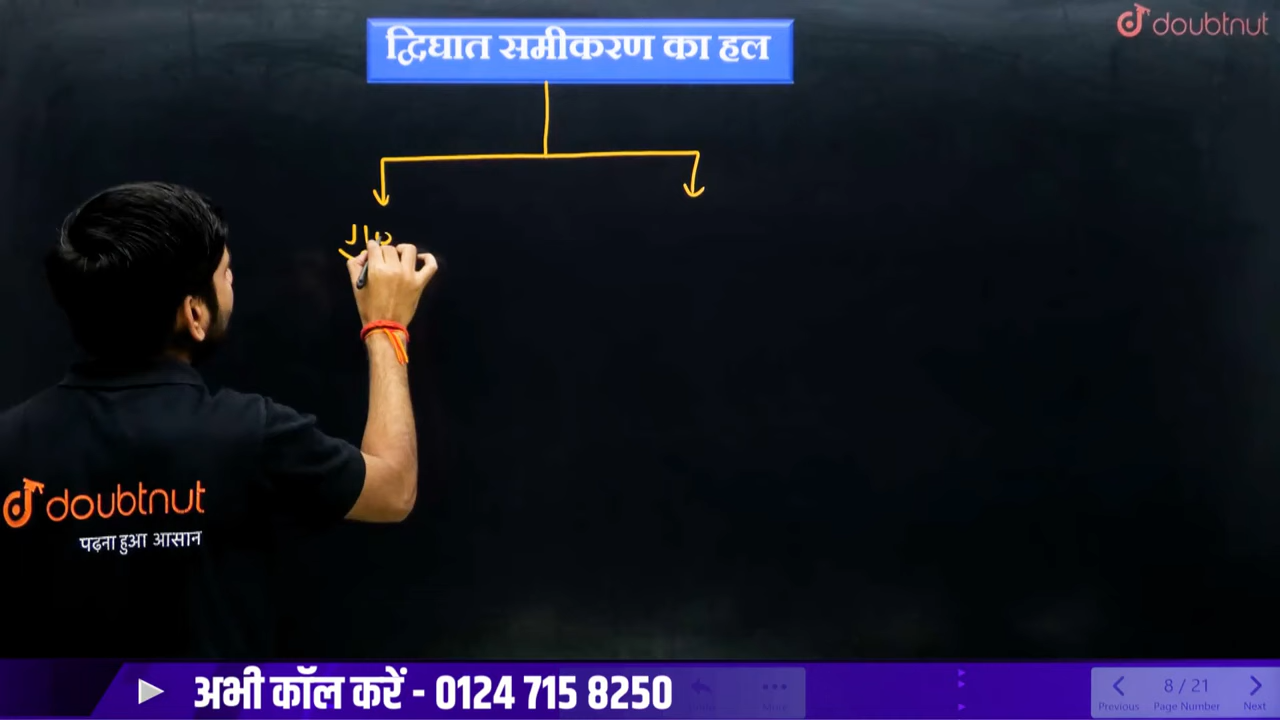 द्विघात समीकरण का हल
doubtnut
doubtnut
पढ़ना हुआ आसान
अभी कॉल करें - 0124 715 8250
8 / 21
Previous Page Number Next